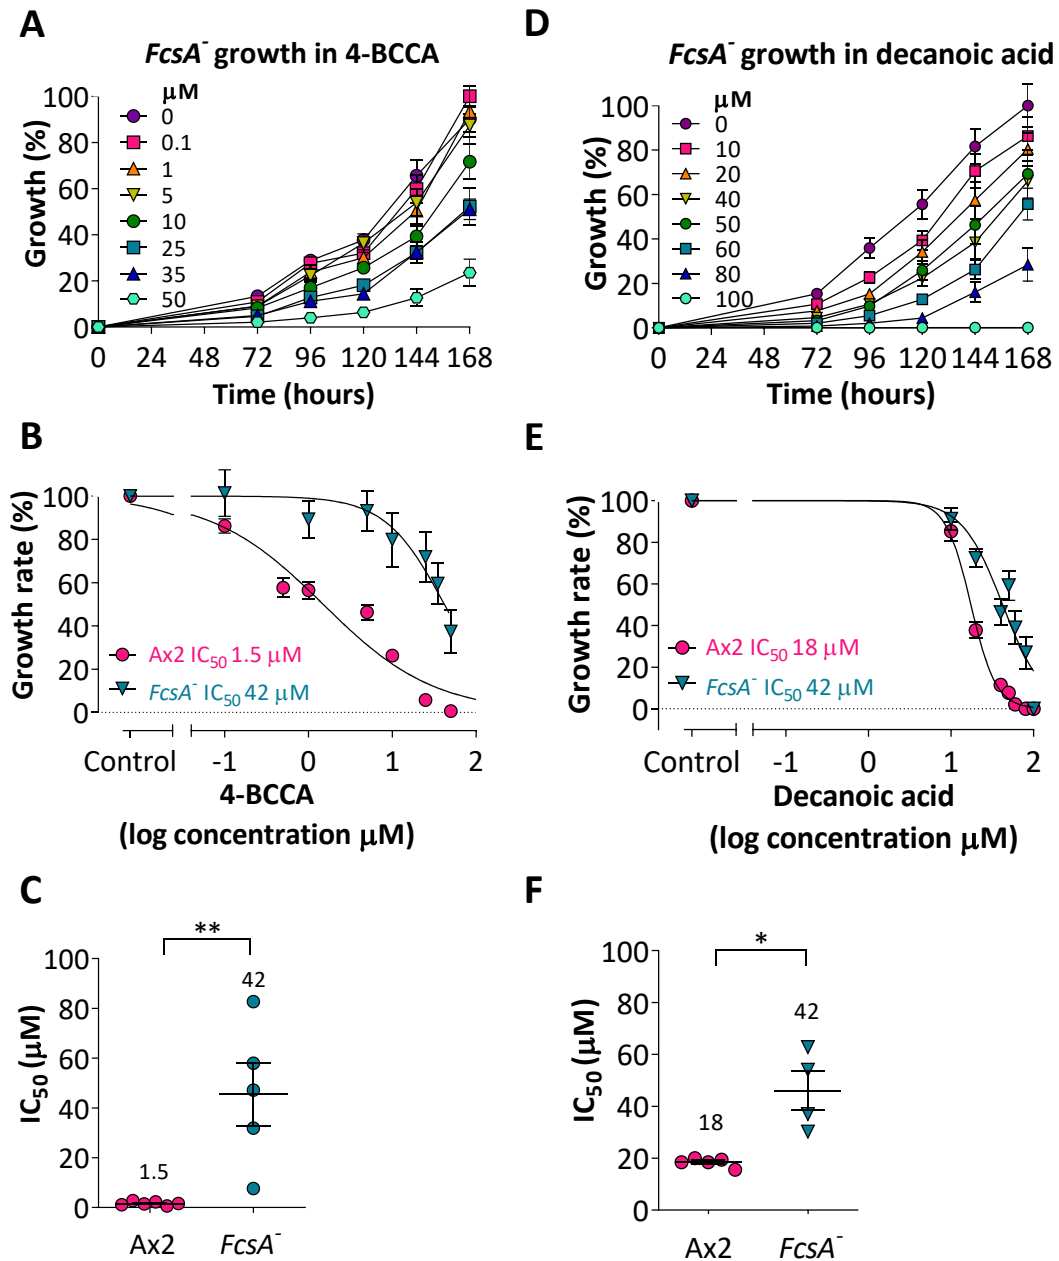 A
FcsA⁻ growth in 4-BCCA
Growth (%)
100
80
60
40
20
0
μM
0
0.1
1
5
10
25
35
50
0 24 48 72 96 120 144 168
Time (hours)
D
FcsA⁻ growth in decanoic acid
Growth (%)
100
80
60
40
20
0
μM
0
10
20
40
50
60
80
100
0 24 48 72 96 120 144 168
Time (hours)
B
Growth rate (%)
100
80
60
40
20
0
Ax2 IC₅₀ 1.5 μM
FcsA⁻ IC₅₀ 42 μM
Control -1 0 1 2
4-BCCA
(log concentration μM)
E
Growth rate (%)
100
80
60
40
20
0
Ax2 IC₅₀ 18 μM
FcsA⁻ IC₅₀ 42 μM
Control -1 0 1 2
Decanoic acid
(log concentration μM)
C
IC₅₀ (μM)
100
80
60
40
20
0
**
42
1.5
Ax2 FcsA⁻
F
IC₅₀ (μM)
100
80
60
40
20
0
*
42
18
Ax2 FcsA⁻